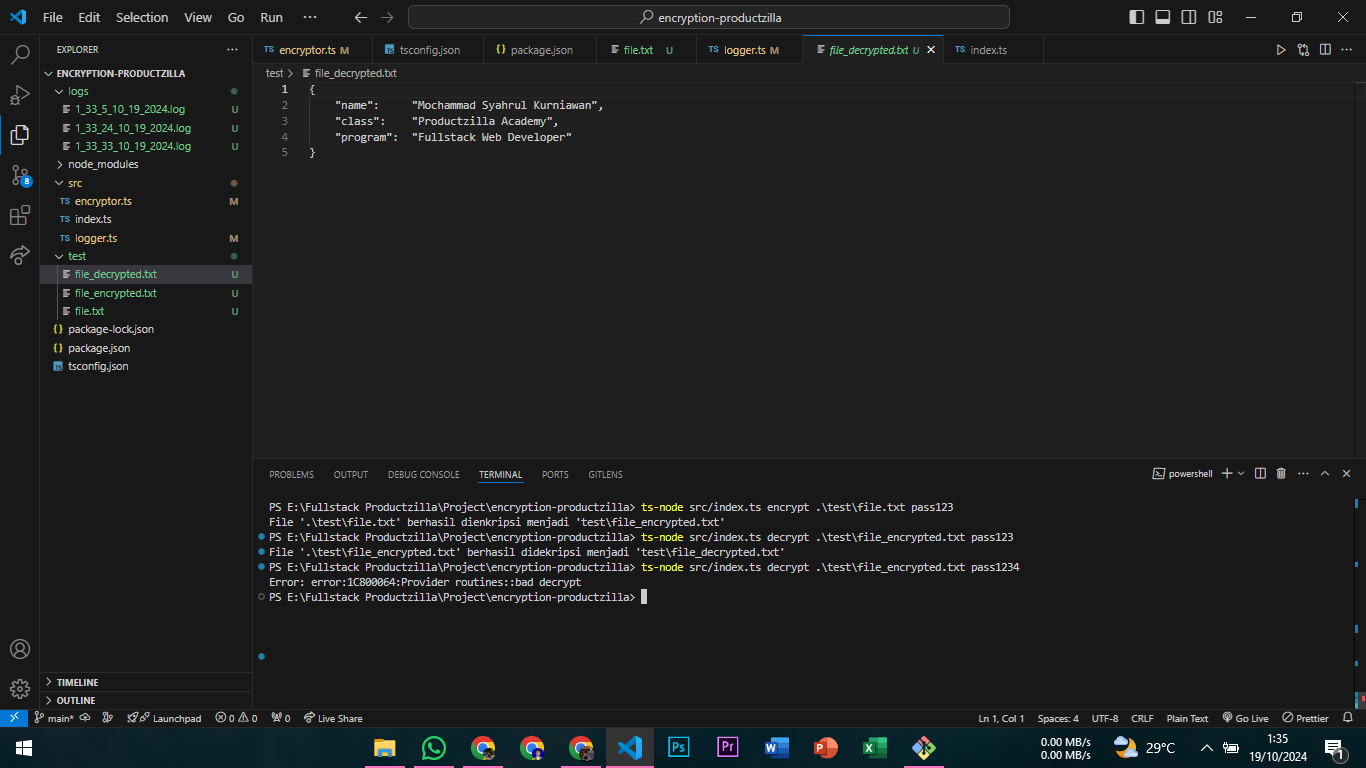 File Edit Selection View Go Run ··· encryption-productzilla
EXPLORER ···
ENCRYPTION-PRODUCTZILLA
logs
1_33_5_10_19_2024.log U
1_33_24_10_19_2024.log U
1_33_33_10_19_2024.log U
node_modules
src
TS encryptor.ts M
TS index.ts
TS logger.ts M
test
file_decrypted.txt U
file_encrypted.txt U
file.txt U
{} package-lock.json
{} package.json
TS tsconfig.json
TIMELINE
OUTLINE
8
TS encryptor.ts M TS tsconfig.json {} package.json file.txt U TS logger.ts M file_decrypted.txt U TS index.ts
test > file_decrypted.txt
1 {
2 "name": "Mochammad Syahrul Kurniawan",
3 "class": "Productzilla Academy",
4 "program": "Fullstack Web Developer"
5 }
PROBLEMS OUTPUT DEBUG CONSOLE TERMINAL PORTS GITLENS powershell
PS E:\Fullstack Productzilla\Project\encryption-productzilla> ts-node src/index.ts encrypt .\test\file.txt pass123
File '.\test\file.txt' berhasil dienkripsi menjadi 'test\file_encrypted.txt'
PS E:\Fullstack Productzilla\Project\encryption-productzilla> ts-node src/index.ts decrypt .\test\file_encrypted.txt pass123
File '.\test\file_encrypted.txt' berhasil didekripsi menjadi 'test\file_decrypted.txt'
PS E:\Fullstack Productzilla\Project\encryption-productzilla> ts-node src/index.ts decrypt .\test\file_encrypted.txt pass1234
Error: error:1C800064:Provider routines::bad decrypt
PS E:\Fullstack Productzilla\Project\encryption-productzilla>
main* Launchpad 0 0 0 Live Share Ln 1, Col 1 Spaces: 4 UTF-8 CRLF Plain Text Go Live Prettier
Ps Pr W P X 0.00 MB/s 29°C 1:35
0.00 MB/s 19/10/2024 1